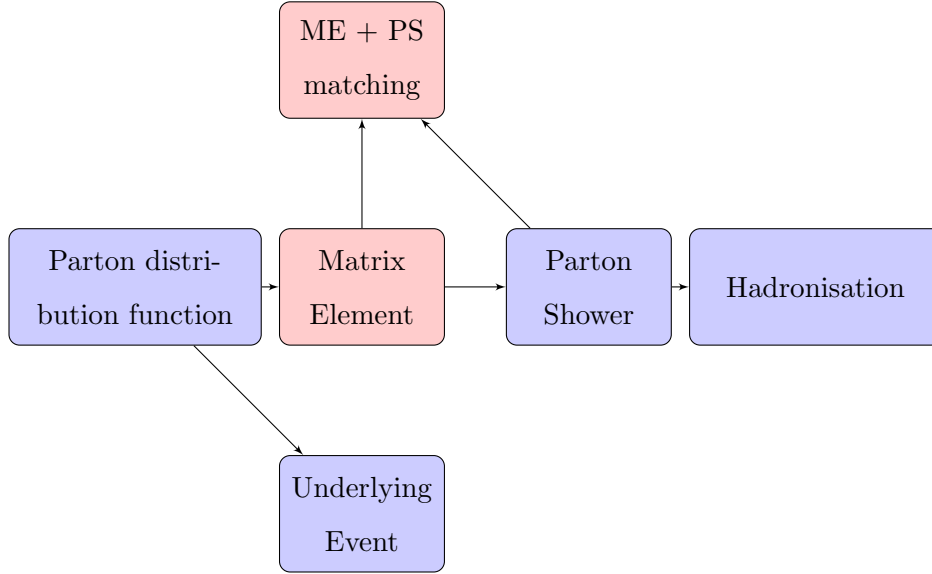 ME + PS
matching
Parton distri-
bution function
Matrix
Element
Parton
Shower
Hadronisation
Underlying
Event